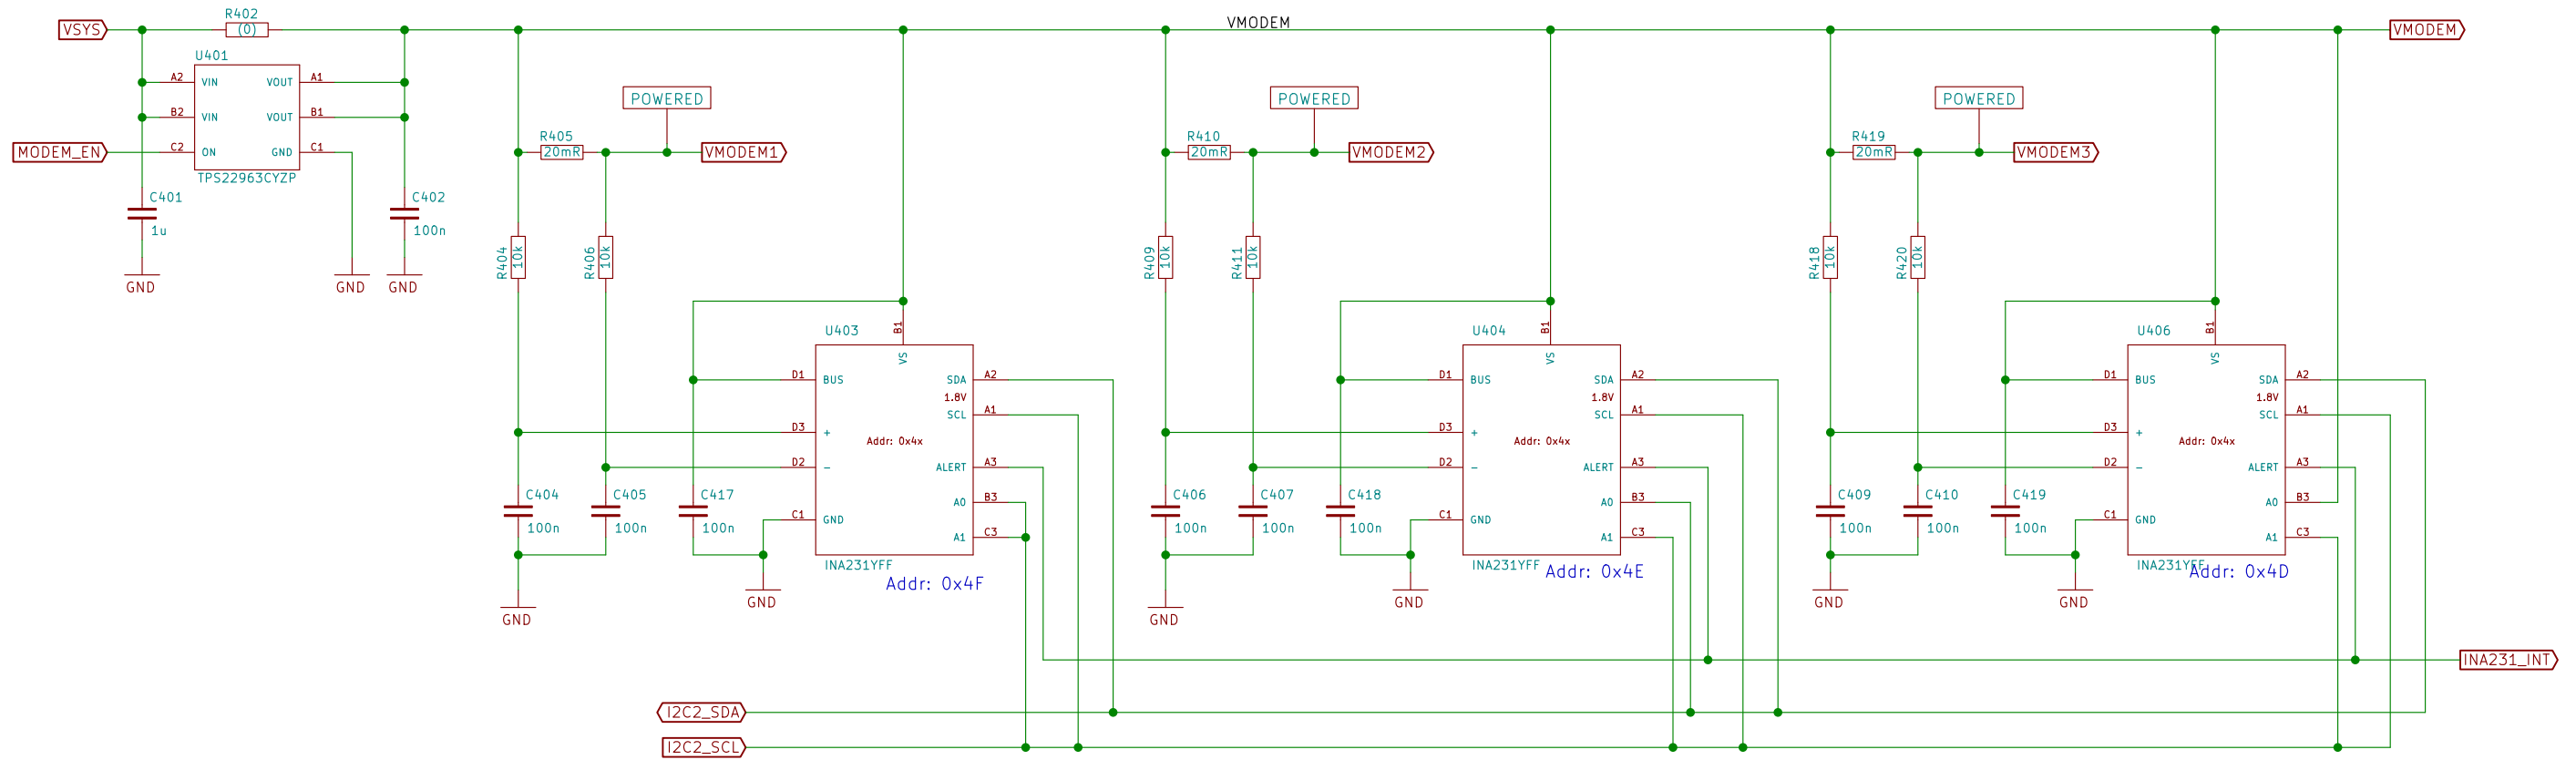 VSYS
R402
(0)
VMODEM
VMODEM
U401
A2 VIN VOUT A1
B2 VIN VOUT B1
MODEM_EN
C2 ON GND C1
TPS22963CYZP
C401
1u
C402
100n
GND
GND
GND
POWERED
R405
20mR
VMODEM1
R404
10k
R406
10k
U403
B1
VS
D1 BUS SDA A2
1.8V
SCL A1
D3 +
Addr: 0x4x
D2 - ALERT A3
A0 B3
C1 GND
A1 C3
INA231YFF
Addr: 0x4F
C404
100n
C405
100n
C417
100n
GND
GND
POWERED
R410
20mR
VMODEM2
R409
10k
R411
10k
U404
B1
VS
D1 BUS SDA A2
1.8V
SCL A1
D3 +
Addr: 0x4x
D2 - ALERT A3
A0 B3
C1 GND
A1 C3
INA231YFF
Addr: 0x4E
C406
100n
C407
100n
C418
100n
GND
GND
POWERED
R419
20mR
VMODEM3
R418
10k
R420
10k
U406
B1
VS
D1 BUS SDA A2
1.8V
SCL A1
D3 +
Addr: 0x4x
D2 - ALERT A3
A0 B3
C1 GND
A1 C3
INA231YFF
Addr: 0x4D
C409
100n
C410
100n
C419
100n
GND
GND
INA231_INT
I2C2_SDA
I2C2_SCL